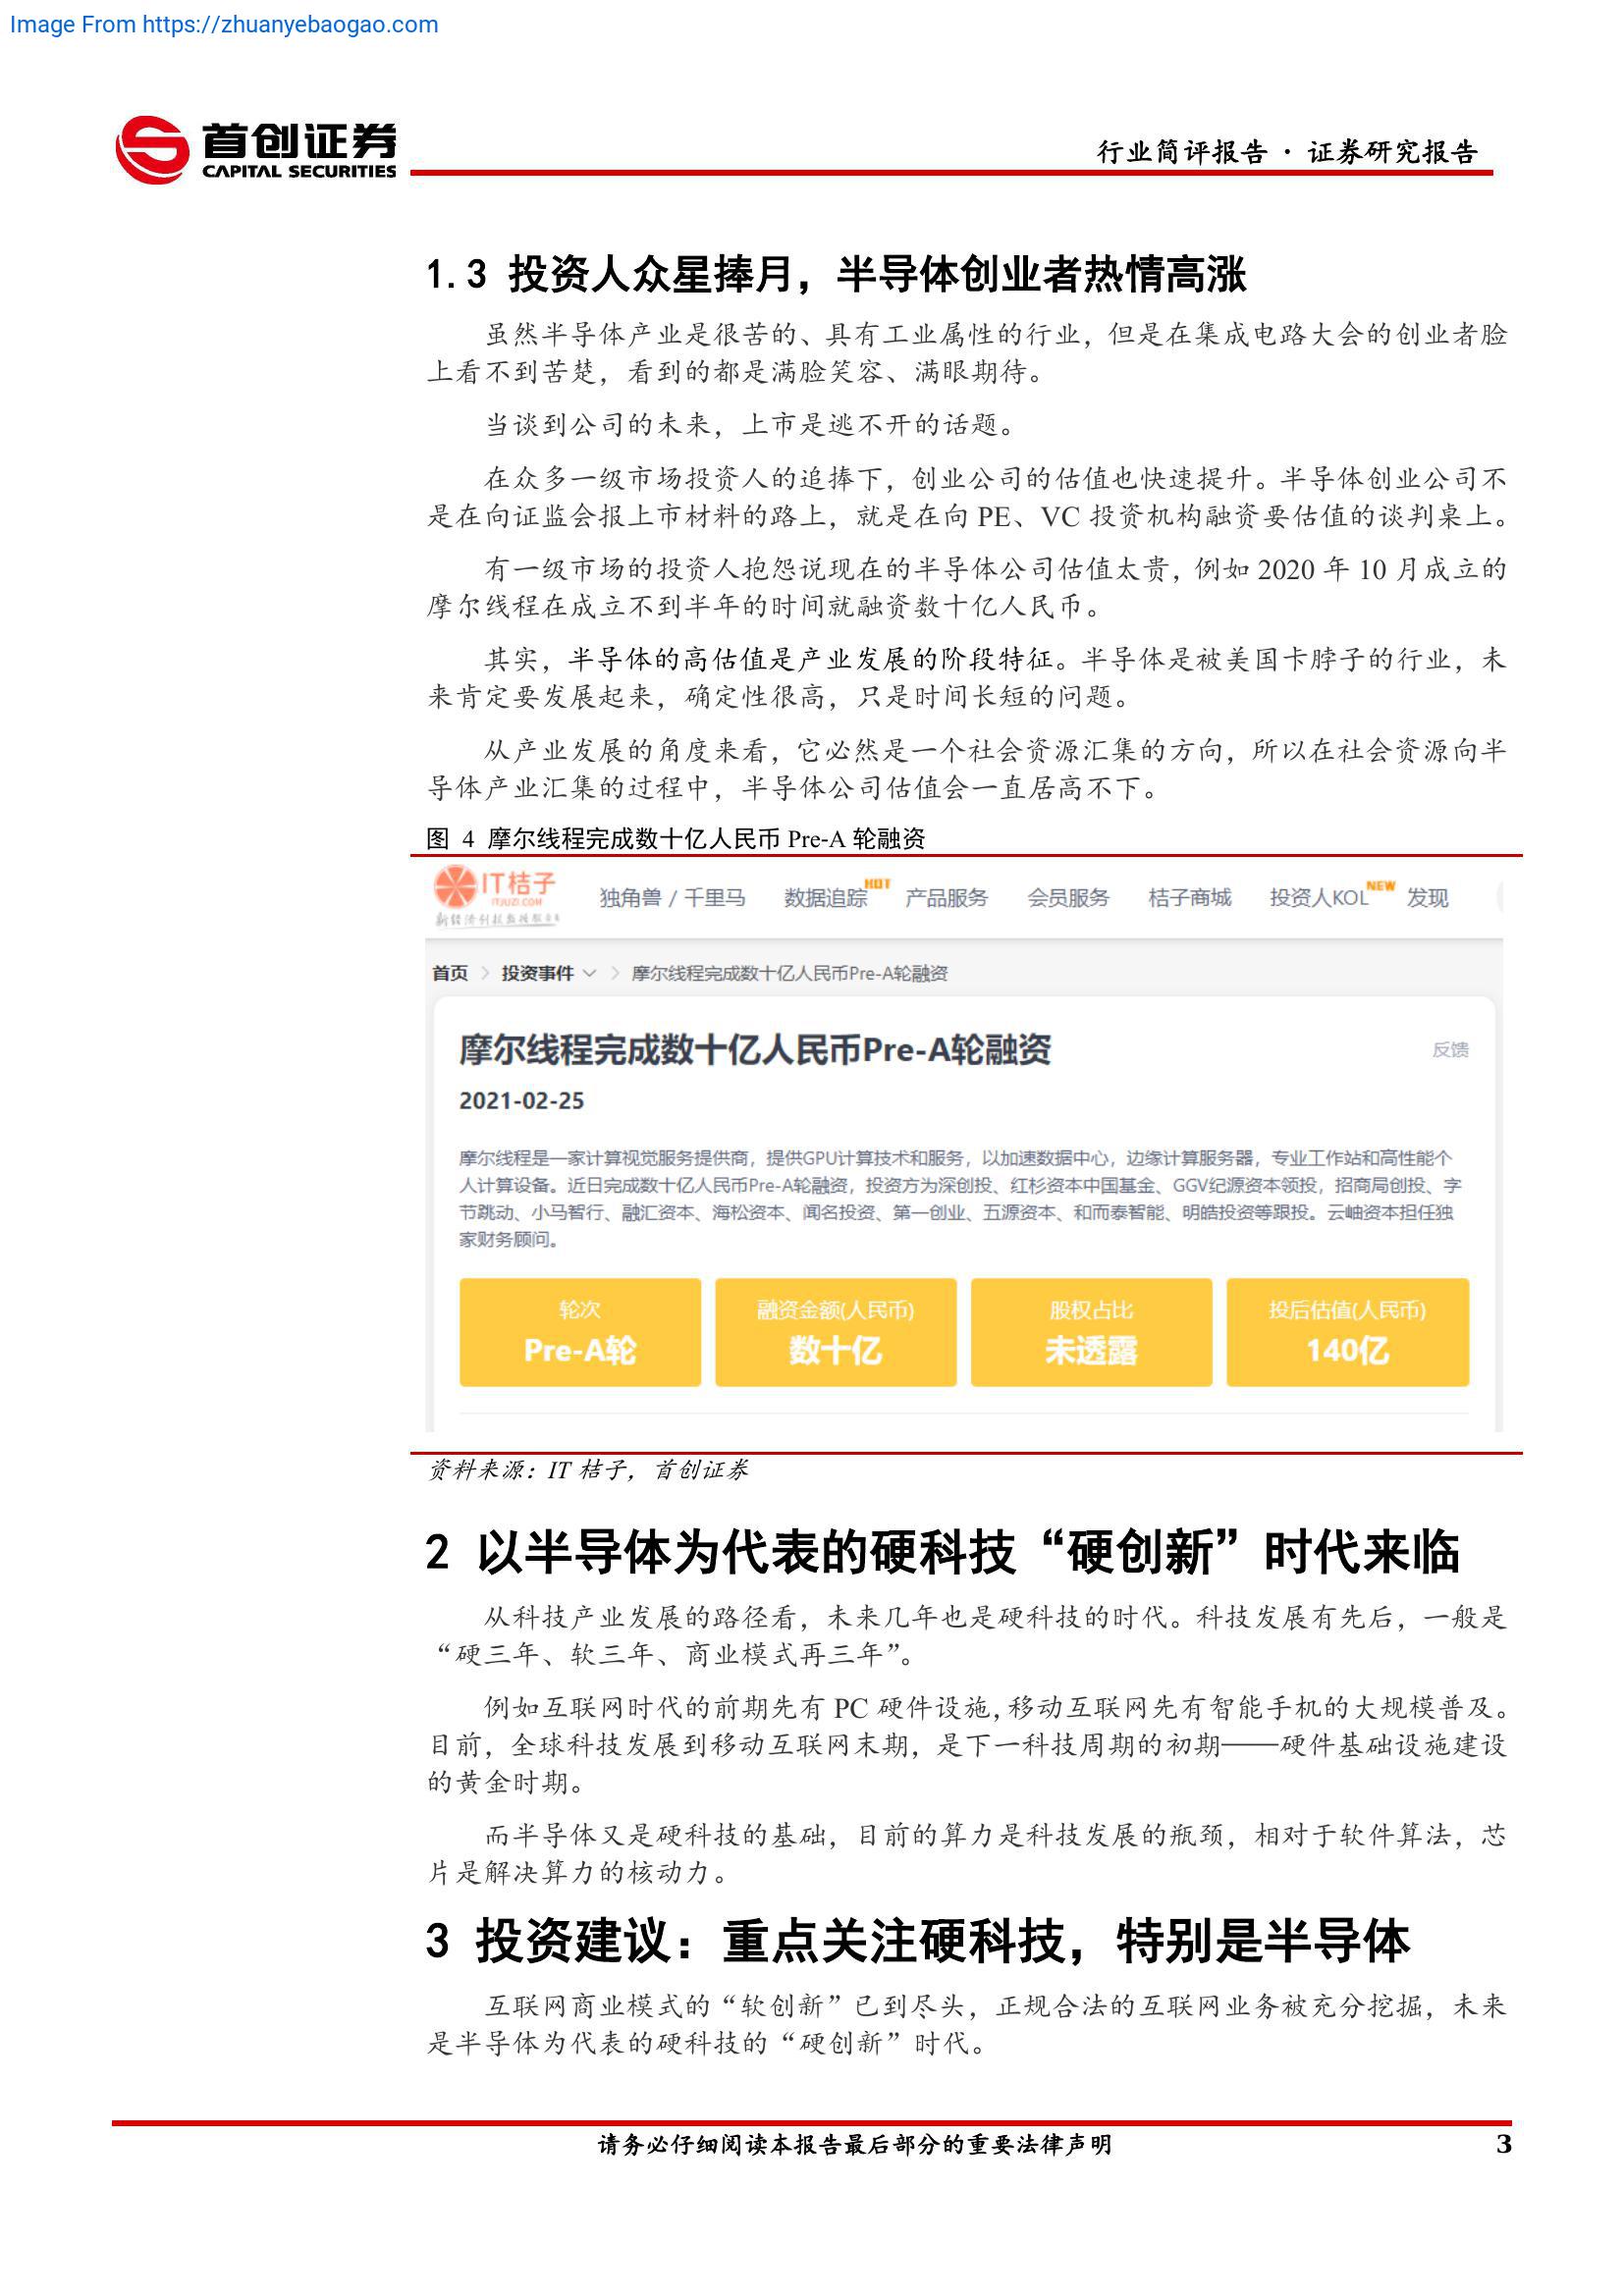 Image From https://zhuanyebaogao.com
首创证券
CAPITAL SECURITIES
行业简评报告 · 证券研究报告
1.3 投资人众星捧月，半导体创业者热情高涨
虽然半导体产业是很苦的、具有工业属性的行业，但是在集成电路大会的创业者脸
上看不到苦楚，看到的都是满脸笑容、满眼期待。
当谈到公司的未来，上市是逃不开的话题。
在众多一级市场投资人的追捧下，创业公司的估值也快速提升。半导体创业公司不
是在向证监会报上市材料的路上，就是在向 PE、VC 投资机构融资要估值的谈判桌上。
有一级市场的投资人抱怨说现在的半导体公司估值太贵，例如 2020 年 10 月成立的
摩尔线程在成立不到半年的时间就融资数十亿人民币。
其实，半导体的高估值是产业发展的阶段特征。半导体是被美国卡脖子的行业，未
来肯定要发展起来，确定性很高，只是时间长短的问题。
从产业发展的角度来看，它必然是一个社会资源汇集的方向，所以在社会资源向半
导体产业汇集的过程中，半导体公司估值会一直居高不下。
图 4 摩尔线程完成数十亿人民币 Pre-A 轮融资
IT桔子
ITJUZI.COM
独角兽 / 千里马 数据追踪 HOT 产品服务 会员服务 桔子商城 投资人KOL NEW 发现
首页 > 投资事件 > 摩尔线程完成数十亿人民币Pre-A轮融资
摩尔线程完成数十亿人民币Pre-A轮融资
反馈
2021-02-25
摩尔线程是一家计算视觉服务提供商，提供GPU计算技术和服务，以加速数据中心，边缘计算服务器，专业工作站和高性能个
人计算设备。近日完成数十亿人民币Pre-A轮融资，投资方为深创投、红杉资本中国基金、GGV纪源资本领投，招商局创投、字
节跳动、小马智行、融汇资本、海松资本、闻名投资、第一创业、五源资本、和而泰智能、明皓投资等跟投。云岫资本担任独
家财务顾问。
轮次
Pre-A轮
融资金额(人民币)
数十亿
股权占比
未透露
投后估值(人民币)
140亿
资料来源：IT 桔子，首创证券
2 以半导体为代表的硬科技“硬创新”时代来临
从科技产业发展的路径看，未来几年也是硬科技的时代。科技发展有先后，一般是
“硬三年、软三年、商业模式再三年”。
例如互联网时代的前期先有 PC 硬件设施，移动互联网先有智能手机的大规模普及。
目前，全球科技发展到移动互联网末期，是下一科技周期的初期——硬件基础设施建设
的黄金时期。
而半导体又是硬科技的基础，目前的算力是科技发展的瓶颈，相对于软件算法，芯
片是解决算力的核动力。
3 投资建议：重点关注硬科技，特别是半导体
互联网商业模式的“软创新”已到尽头，正规合法的互联网业务被充分挖掘，未来
是半导体为代表的硬科技的“硬创新”时代。
请务必仔细阅读本报告最后部分的重要法律声明
3